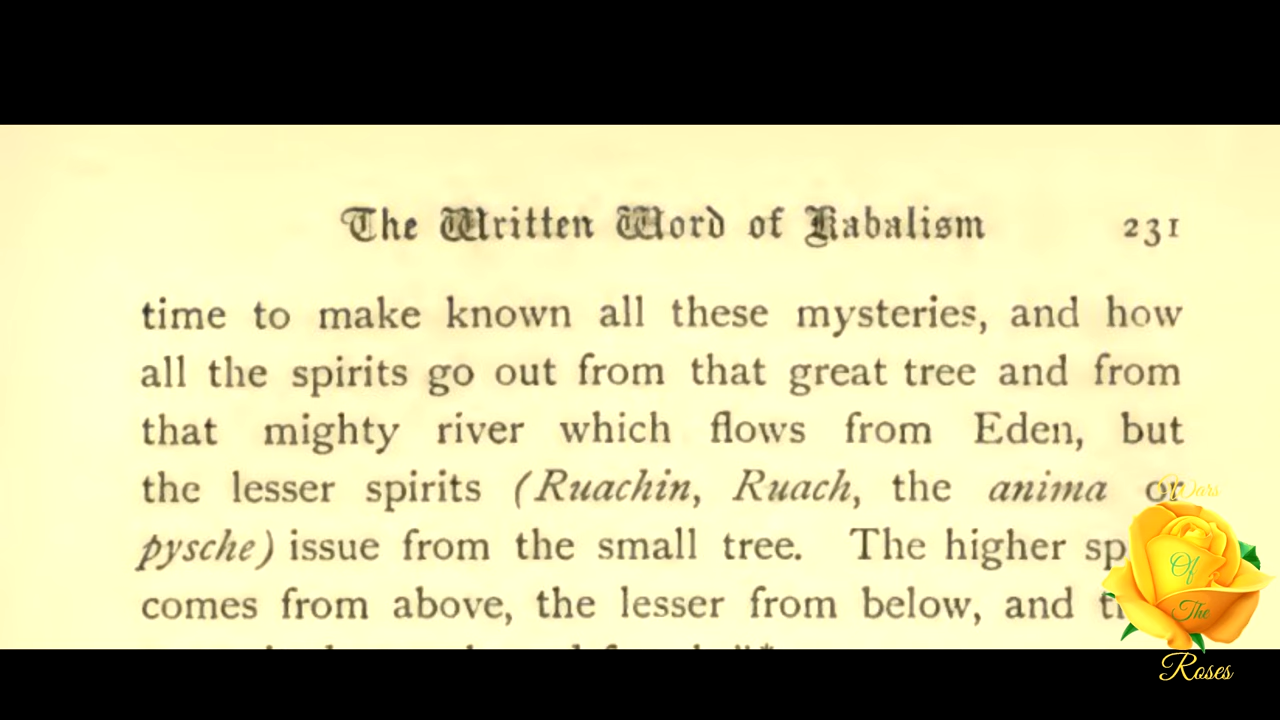 The Written Word of Kabalism 231
time to make known all these mysteries, and how
all the spirits go out from that great tree and from
that mighty river which flows from Eden, but
the lesser spirits (Ruachin, Ruach, the anima or
pysche) issue from the small tree. The higher
comes from above, the lesser from below, and
Wars
Of
The
Roses